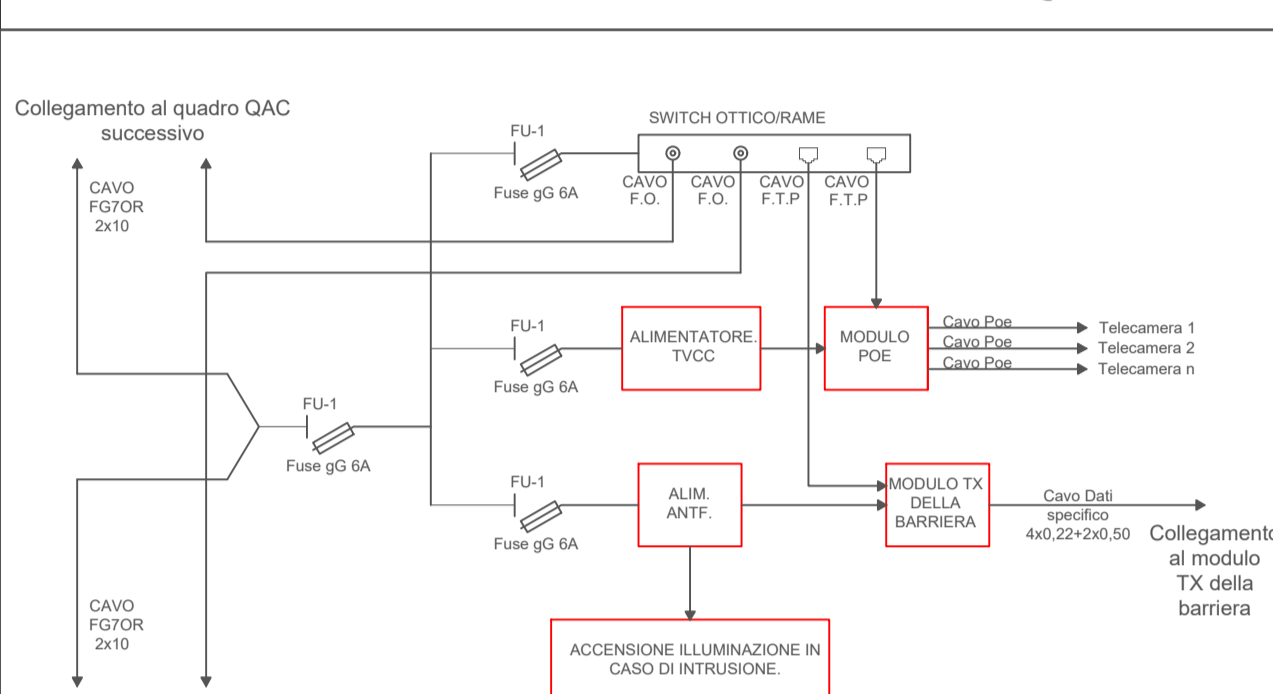 Collegamento al quadro QAC
successivo
CAVO
FG7OR
2x10
FU-1
Fuse gG 6A
SWITCH OTTICO/RAME
CAVO
F.O.
CAVO
F.O.
CAVO
F.T.P
CAVO
F.T.P
FU-1
Fuse gG 6A
ALIMENTATORE.
TVCC
MODULO
POE
Cavo Poe
Telecamera 1
Cavo Poe
Telecamera 2
Cavo Poe
Telecamera n
FU-1
Fuse gG 6A
FU-1
Fuse gG 6A
ALIM.
ANTF.
MODULO TX
DELLA
BARRIERA
Cavo Dati
specifico
4x0,22+2x0,50
Collegamento
al modulo
TX della
barriera
CAVO
FG7OR
2x10
ACCENSIONE ILLUMINAZIONE IN
CASO DI INTRUSIONE.